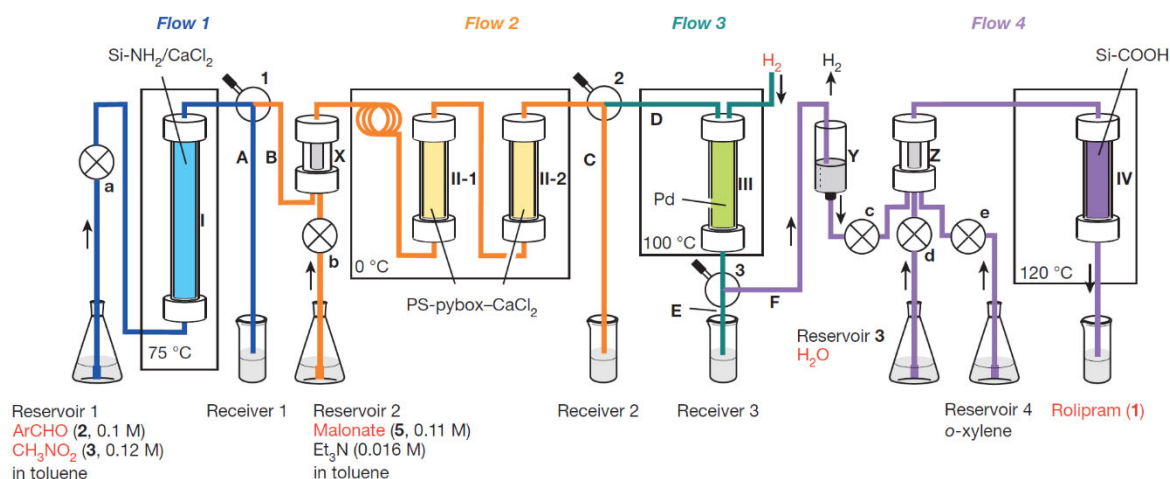 Flow 1
Flow 2
Flow 3
Flow 4
Si-NH2/CaCl2
1
2
H2
H2
Si-COOH
a
I
A
B
X
b
II-1
II-2
0 °C
PS-pybox–CaCl2
C
D
Pd
III
100 °C
3
E
F
Y
c
Z
d
e
IV
120 °C
75 °C
Reservoir 1
ArCHO (2, 0.1 M)
CH3NO2 (3, 0.12 M)
in toluene
Receiver 1
Reservoir 2
Malonate (5, 0.11 M)
Et3N (0.016 M)
in toluene
Receiver 2
Receiver 3
Reservoir 3
H2O
Reservoir 4
o-xylene
Rolipram (1)